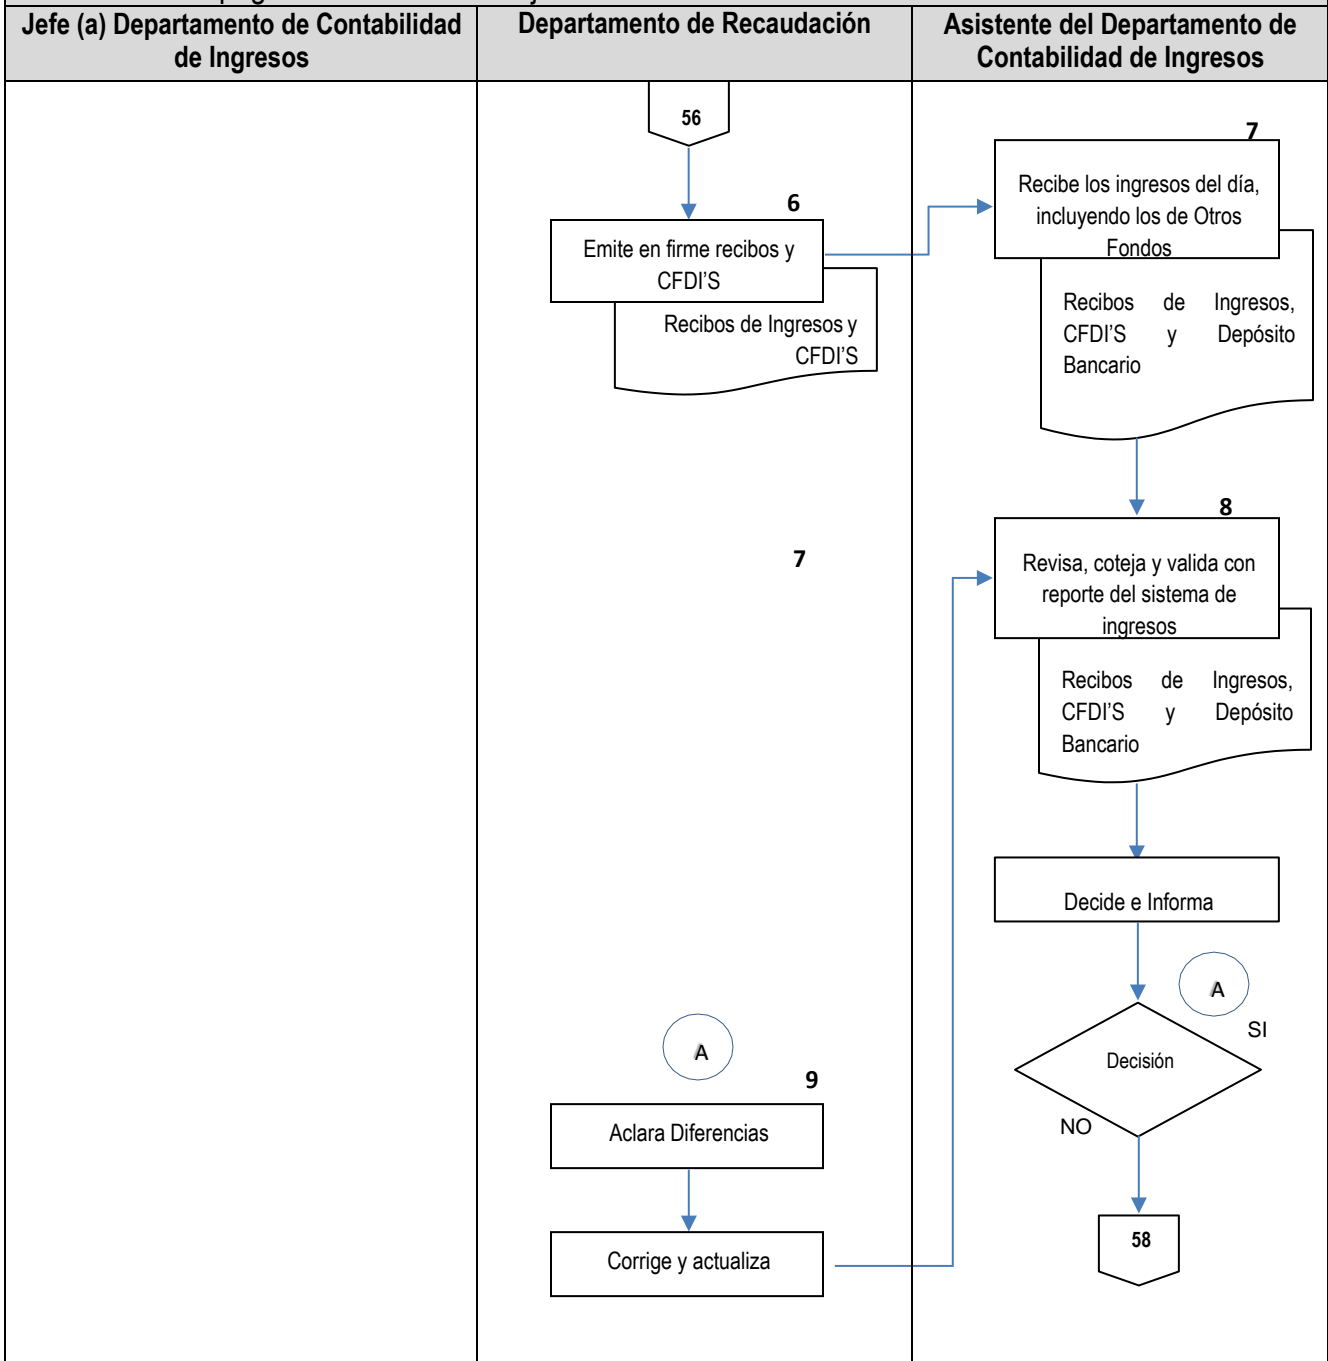 Jefe (a) Departamento de Contabilidad
de Ingresos
Departamento de Recaudación
Asistente del Departamento de
Contabilidad de Ingresos
56
6
Emite en firme recibos y
CFDI'S
Recibos de Ingresos y
CFDI'S
7
Recibe los ingresos del día,
incluyendo los de Otros
Fondos
Recibos de Ingresos,
CFDI'S y Depósito
Bancario
7
8
Revisa, coteja y valida con
reporte del sistema de
ingresos
Recibos de Ingresos,
CFDI'S y Depósito
Bancario
Decide e Informa
A
SI
Decisión
NO
58
A
9
Aclara Diferencias
Corrige y actualiza